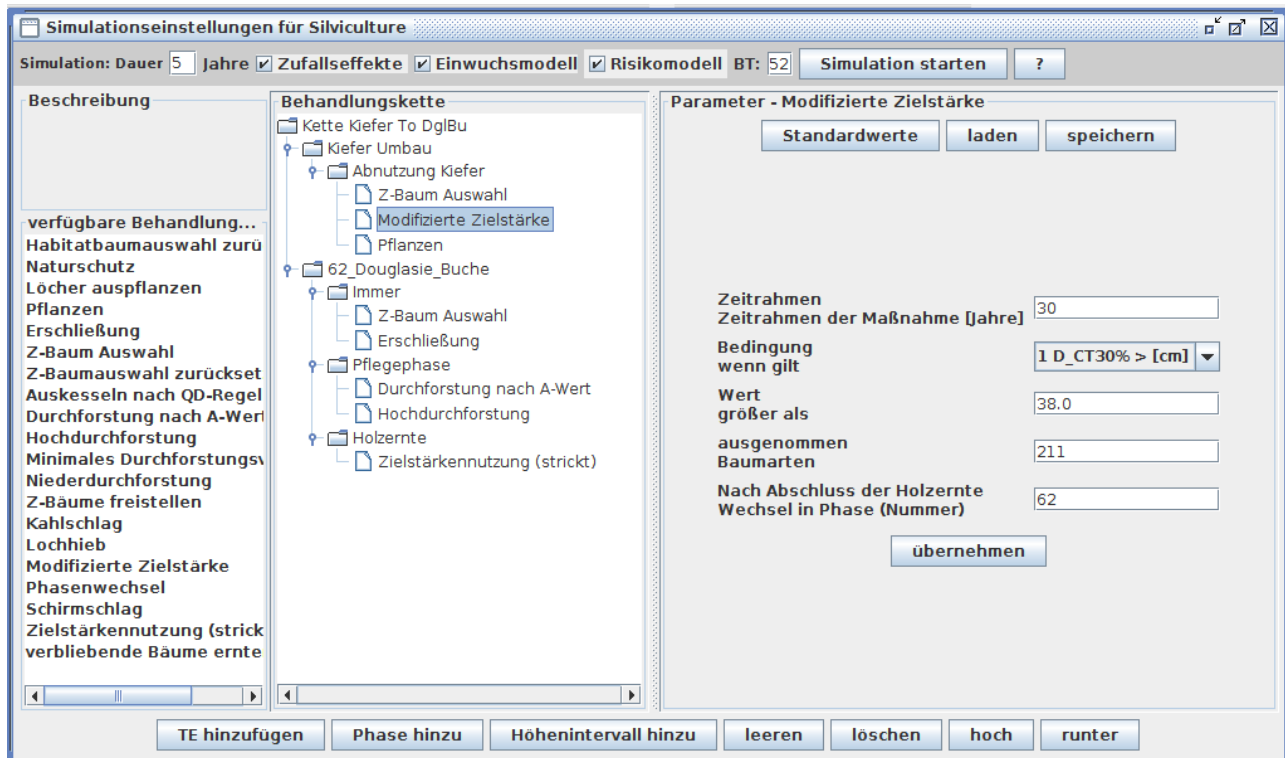 Simulationseinstellungen für Silviculture
Simulation: Dauer 5 Jahre Zufallseffekte Einwuchsmodell Risikomodell BT: 52 Simulation starten ?
Beschreibung
verfügbare Behandlung...
Habitatbaumauswahl zurü
Naturschutz
Löcher auspflanzen
Pflanzen
Erschließung
Z-Baum Auswahl
Z-Baumauswahl zurückset
Auskesseln nach QD-Regel
Durchforstung nach A-Wert
Hochdurchforstung
Minimales Durchforstungsv
Niederdurchforstung
Z-Bäume freistellen
Kahlschlag
Lochhieb
Modifizierte Zielstärke
Phasenwechsel
Schirmschlag
Zielstärkennutzung (strick
verbliebende Bäume ernte
Behandlungskette
Kette Kiefer To DglBu
Kiefer Umbau
Abnutzung Kiefer
Z-Baum Auswahl
Modifizierte Zielstärke
Pflanzen
62_Douglasie_Buche
Immer
Z-Baum Auswahl
Erschließung
Pflegephase
Durchforstung nach A-Wert
Hochdurchforstung
Holzernte
Zielstärkennutzung (strickt)
Parameter - Modifizierte Zielstärke
Standardwerte laden speichern
Zeitrahmen
Zeitrahmen der Maßnahme [Jahre] 30
Bedingung
wenn gilt 1 D_CT30% > [cm]
Wert
größer als 38.0
ausgenommen
Baumarten 211
Nach Abschluss der Holzernte
Wechsel in Phase (Nummer) 62
übernehmen
TE hinzufügen Phase hinzu Höhenintervall hinzu leeren löschen hoch runter